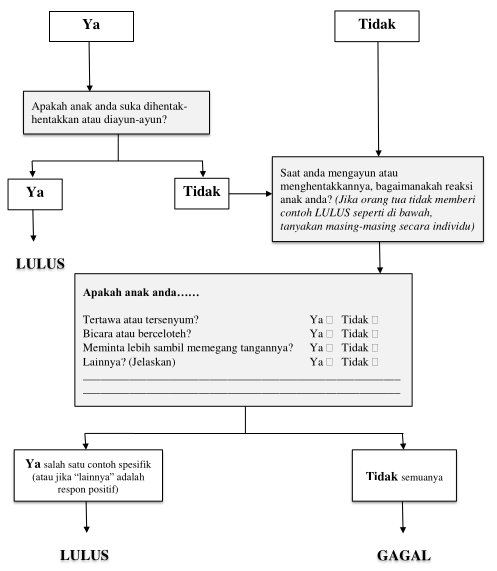 Ya
Tidak
Apakah anak anda suka dihentak-
hentakkan atau diayun-ayun?
Ya
Tidak
Saat anda mengayun atau
menghentakkannya, bagaimanakah reaksi
anak anda? (Jika orang tua tidak memberi
contoh LULUS seperti di bawah,
tanyakan masing-masing secara individu)
LULUS
Apakah anak anda……
Tertawa atau tersenyum? Ya □ Tidak □
Bicara atau berceloteh? Ya □ Tidak □
Meminta lebih sambil memegang tangannya? Ya □ Tidak □
Lainnya? (Jelaskan) Ya □ Tidak □
Ya salah satu contoh spesifik
(atau jika “lainnya” adalah
respon positif)
Tidak semuanya
LULUS
GAGAL